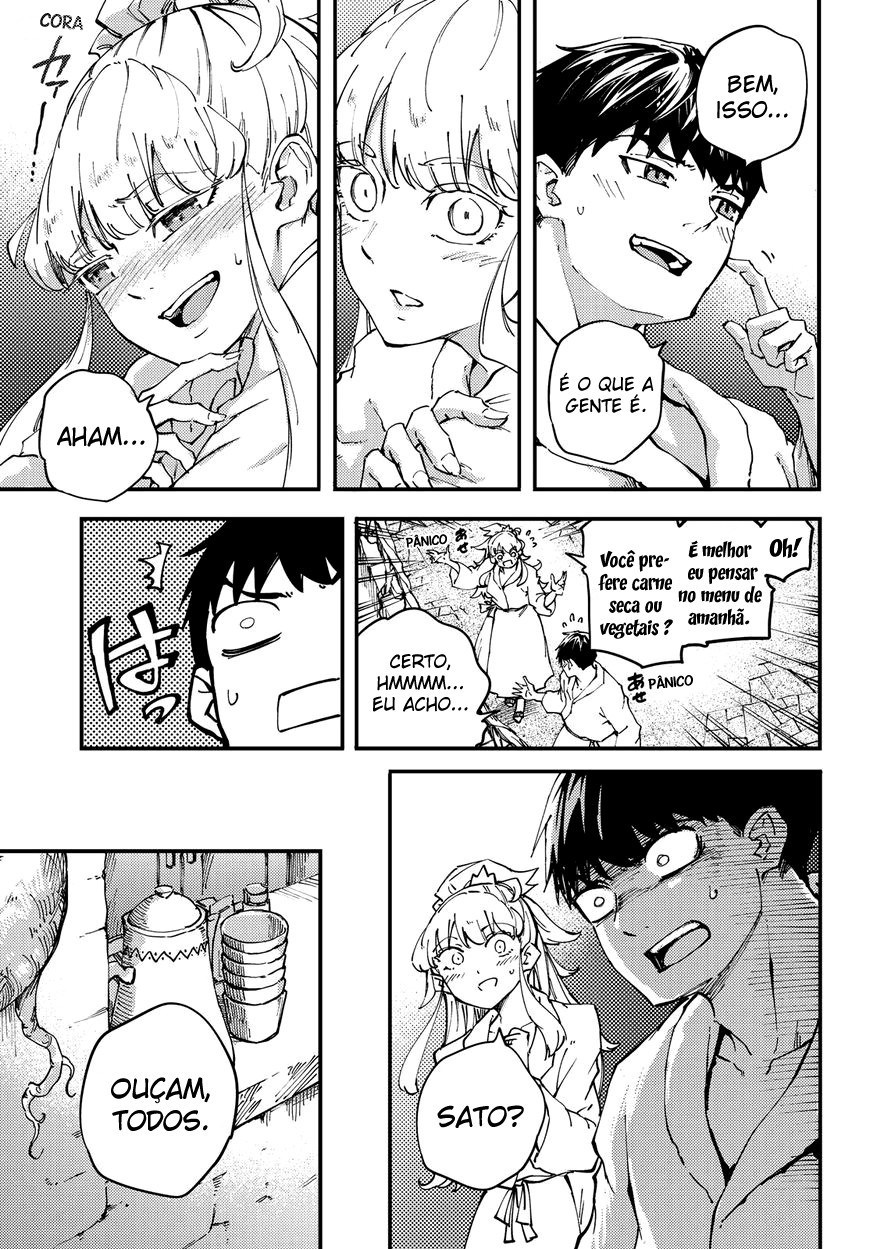 BEM,
ISSO...
É O QUE A
GENTE É.
CORA
カァ...
AHAM...
Oh!
É melhor
eu pensar
no menu de
amanhã.
Você pre-
fere carne
seca ou
vegetais ?
PÂNICO
あせ
CERTO,
HMMMM...
EU ACHO...
あせ
PÂNICO
はっ
SATO?
OUÇAM,
TODOS.